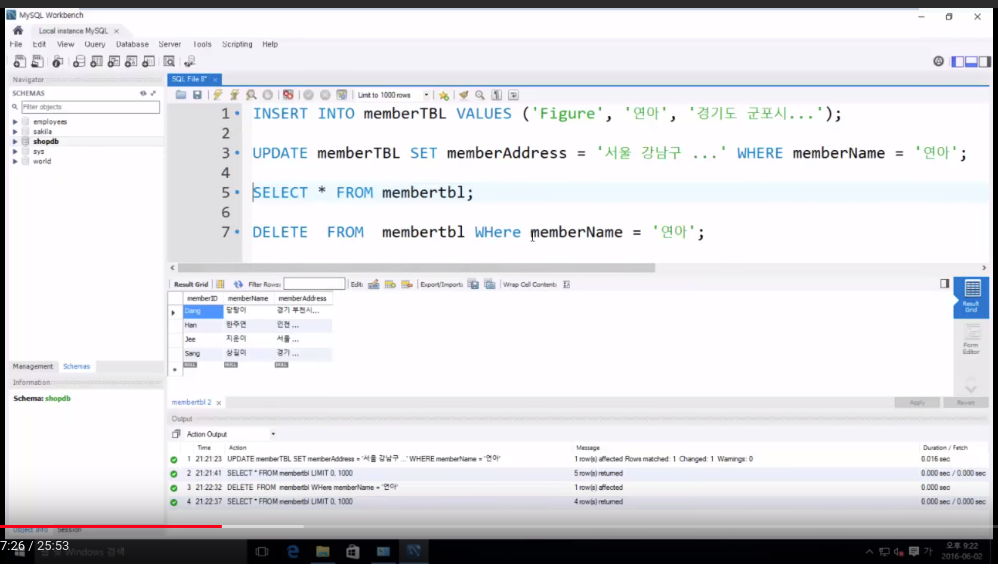 MySQL Workbench
Local instance MySQL
File Edit View Query Database Server Tools Scripting Help
Navigator
SCHEMAS
Filter objects
employees
sakila
shopdb
sys
world
Management Schemas
Information
Schema: shopdb
Object Info Session
SQL File 8*
Limit to 1000 rows
1 INSERT INTO memberTBL VALUES ('Figure', '연아', '경기도 군포시...');
2
3 UPDATE memberTBL SET memberAddress = '서울 강남구 ...' WHERE memberName = '연아';
4
5 SELECT * FROM membertbl;
6
7 DELETE FROM membertbl WHere memberName = '연아';
Result Grid Filter Rows: Edit: Export/Import: Wrap Cell Content:
memberID memberName memberAddress
Dang 당탕이 경기 부천시...
Han 한주연 인천 ...
Jee 지운이 서울 ...
Sang 상길이 경기 ...
NULL NULL NULL
Result Grid
Form Editor
membertbl 2
Apply Revert
Output
Action Output
Time Action Message Duration / Fetch
1 21:21:23 UPDATE memberTBL SET memberAddress = '서울 강남구 ...' WHERE memberName = '연아' 1 row(s) affected Rows matched: 1 Changed: 1 Warnings: 0 0.016 sec
2 21:21:41 SELECT * FROM membertbl LIMIT 0, 1000 5 row(s) returned 0.000 sec / 0.000 sec
3 21:22:32 DELETE FROM membertbl WHere memberName = '연아' 1 row(s) affected 0.000 sec
4 21:22:37 SELECT * FROM membertbl LIMIT 0, 1000 4 row(s) returned 0.000 sec / 0.000 sec
7:26 / 25:53
Windows 검색
가
오후 9:22
2016-06-02